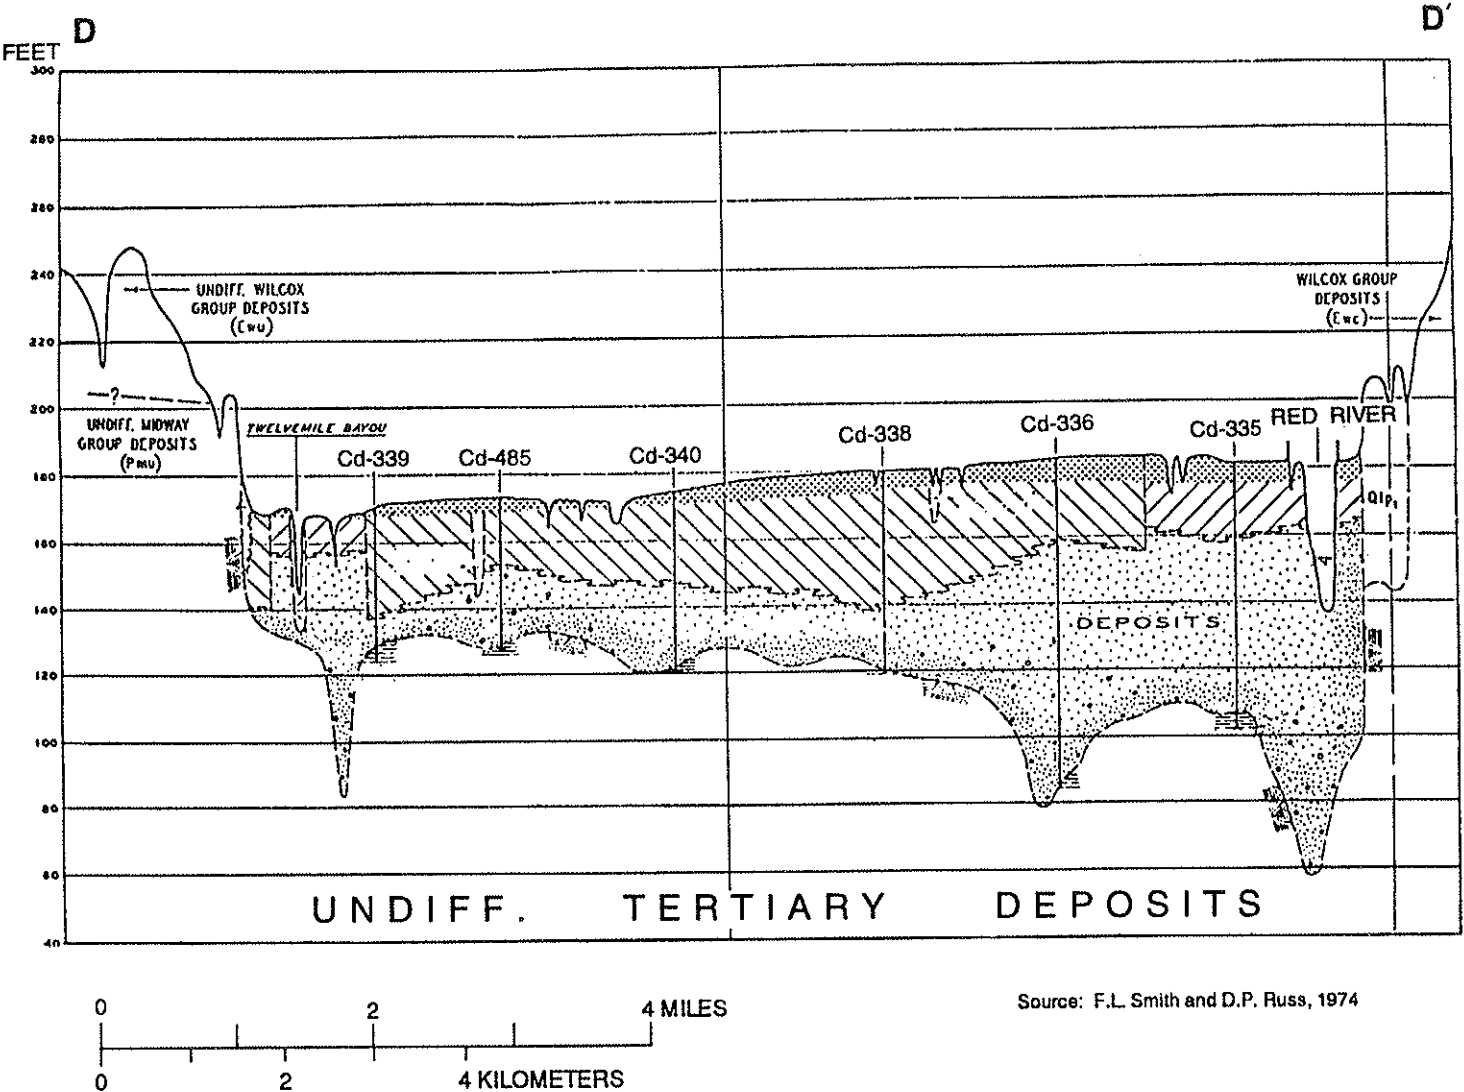 D
D'
FEET
300
280
260
240
220
200
180
160
140
120
100
80
60
40
UNDIFF. WILCOX
GROUP DEPOSITS
(Ewu)
?
UNDIFF. MIDWAY
GROUP DEPOSITS
(Pmu)
TWELVEMILE BAYOU
Cd-339
Cd-485
Cd-340
Cd-338
Cd-336
Cd-335
RED RIVER
WILCOX GROUP
DEPOSITS
(Ewc)
DEPOSITS
UNDIFF. TERTIARY DEPOSITS
0 2 4 MILES
0 2 4 KILOMETERS
Source: F.L. Smith and D.P. Russ, 1974